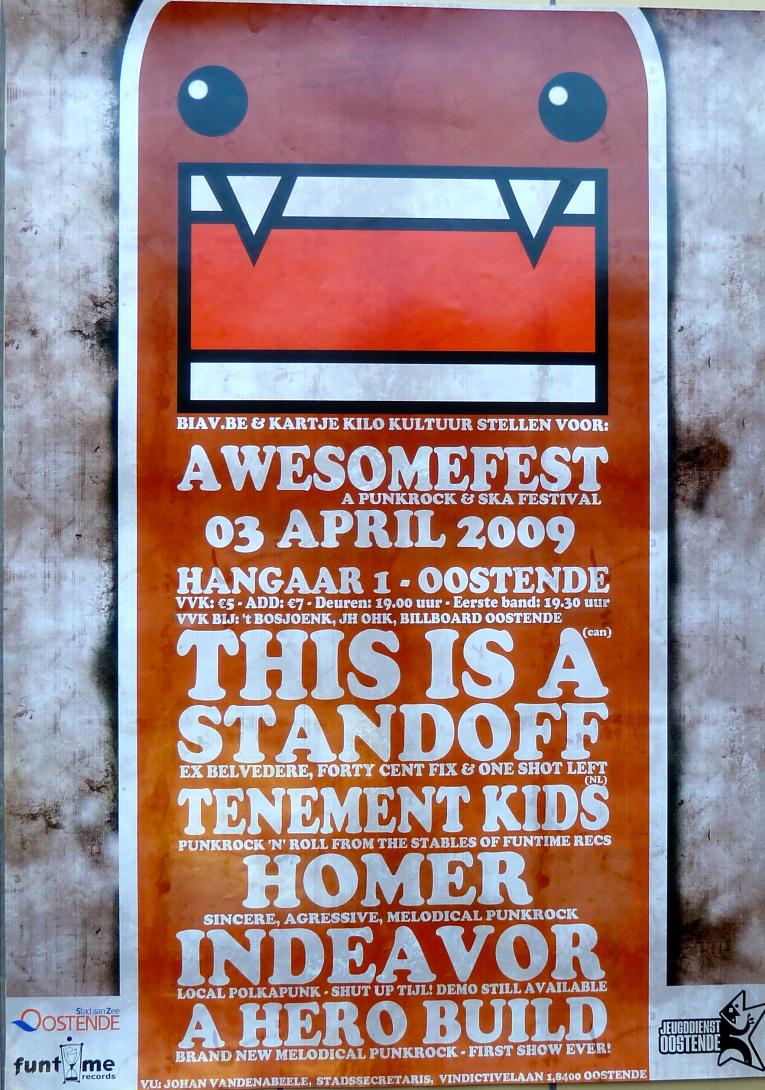 BIAV.BE & KARTJE KILO KULTUUR STELLEN VOOR:
AWESOMEFEST
A PUNKROCK & SKA FESTIVAL
03 APRIL 2009
HANGAAR 1 - OOSTENDE
VVK: €5 - ADD: €7 - Deuren: 19.00 uur - Eerste band: 19.30 uur
VVK BIJ: 't BOSJOENK, JH OHK, BILLBOARD OOSTENDE
(can)
THIS IS A
STANDOFF
EX BELVEDERE, FORTY CENT FIX & ONE SHOT LEFT
(NL)
TENEMENT KIDS
PUNKROCK 'N' ROLL FROM THE STABLES OF FUNTIME RECS
HOMER
SINCERE, AGRESSIVE, MELODICAL PUNKROCK
INDEAVOR
LOCAL POLKAPUNK - SHUT UP TIJL! DEMO STILL AVAILABLE
A HERO BUILD
BRAND NEW MELODICAL PUNKROCK - FIRST SHOW EVER!
Stad aan Zee
OOSTENDE
funtime
records
JEUGDDIENST
OOSTENDE
VU: JOHAN VANDENABEELE, STADSSECRETARIS, VINDICTIVELAAN 1,8400 OOSTENDE